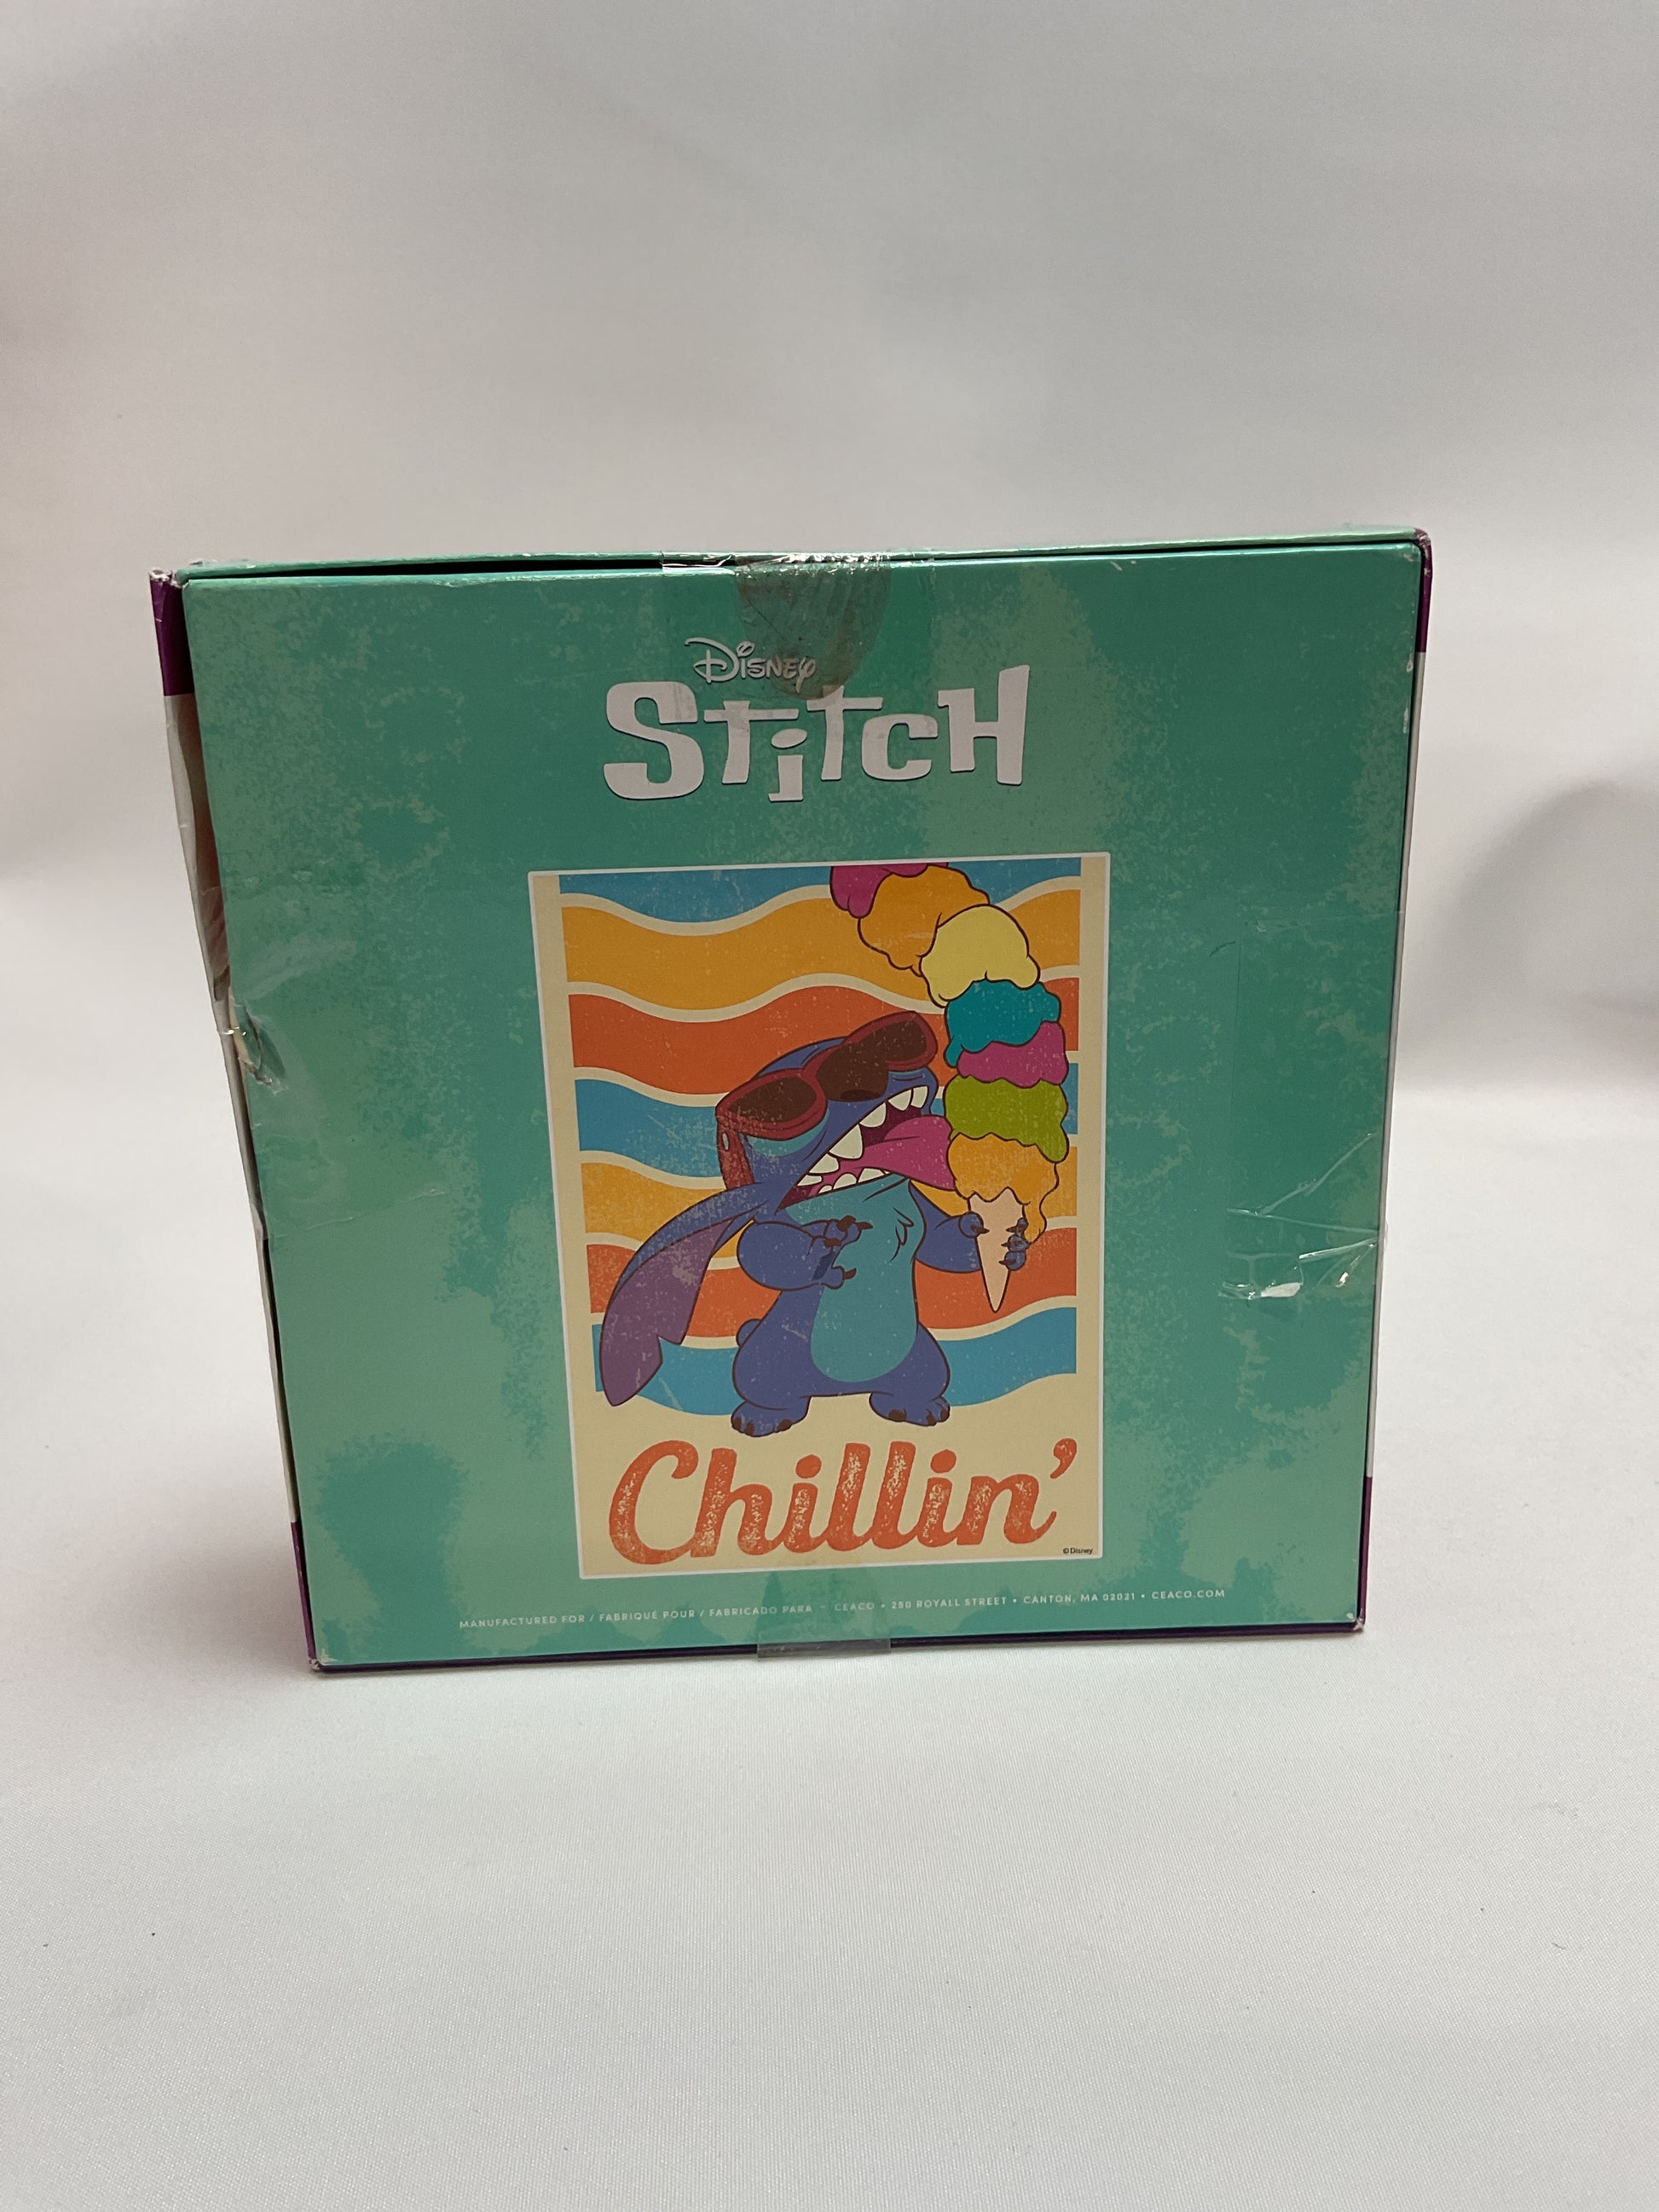 Disney
Stitch
Chillin'
©Disney
MANUFACTURED FOR / FABRIQUÉ POUR / FABRICADO PARA – CEACO • 250 ROYALL STREET • CANTON, MA 02021 • CEACO.COM